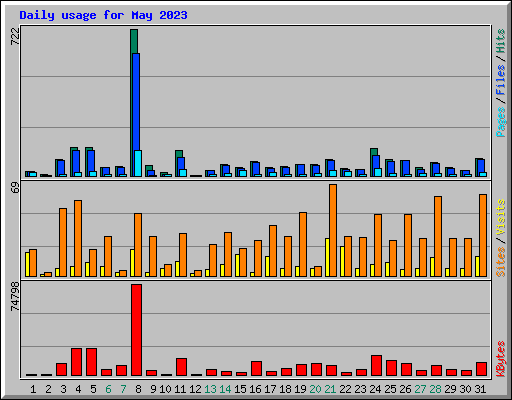 Daily usage for May 2023
722
Pages / Files / Hits
69
Sites / Visits
74798
KBytes
1 2 3 4 5 6 7 8 9 10 11 12 13 14 15 16 17 18 19 20 21 22 23 24 25 26 27 28 29 30 31